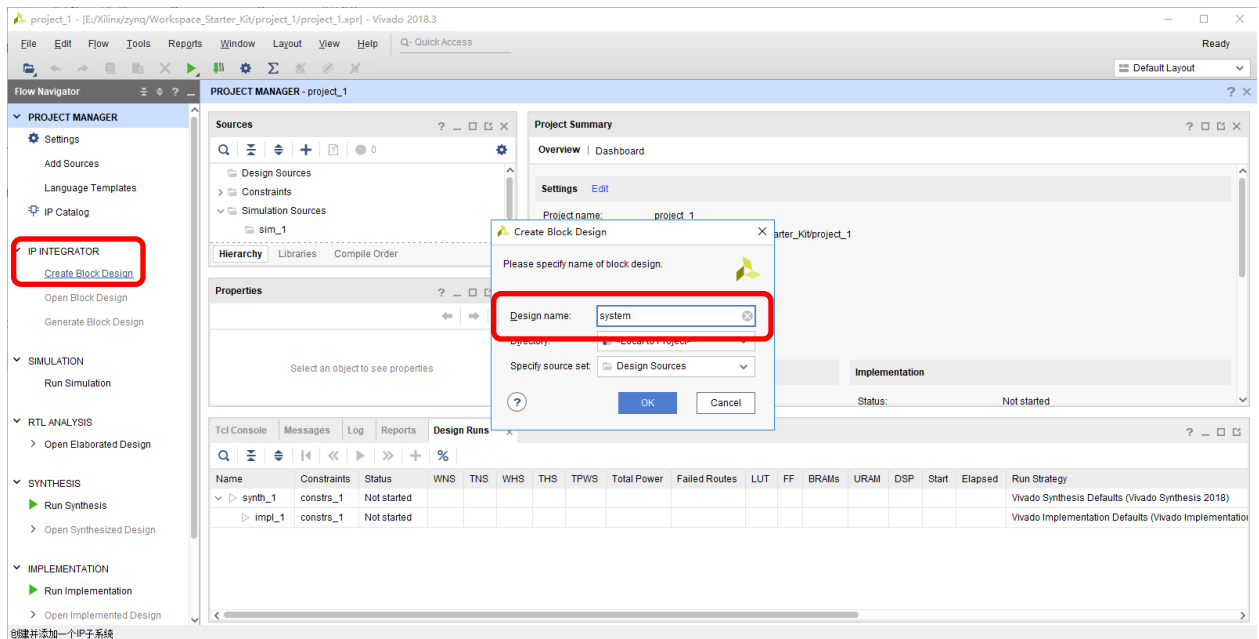 project_1 - [E:/Xilinx/zynq/Workspace_Starter_Kit/project_1/project_1.xpr] - Vivado 2018.3
File Edit Flow Tools Reports Window Layout View Help Q- Quick Access Ready
Default Layout
Flow Navigator
PROJECT MANAGER - project_1
PROJECT MANAGER
Settings
Add Sources
Language Templates
IP Catalog
IP INTEGRATOR
Create Block Design
Open Block Design
Generate Block Design
SIMULATION
Run Simulation
RTL ANALYSIS
Open Elaborated Design
SYNTHESIS
Run Synthesis
Open Synthesized Design
IMPLEMENTATION
Run Implementation
Open Implemented Design
Sources
0
Design Sources
Constraints
Simulation Sources
sim_1
Hierarchy Libraries Compile Order
Properties
Select an object to see properties
Project Summary
Overview | Dashboard
Settings Edit
Project name: project_1
arter_Kit/project_1
Implementation
Status: Not started
Create Block Design
Please specify name of block design.
Design name: system
Directory: <Local to Project>
Specify source set: Design Sources
OK Cancel
Tcl Console Messages Log Reports Design Runs
Name Constraints Status WNS TNS WHS THS TPWS Total Power Failed Routes LUT FF BRAMs URAM DSP Start Elapsed Run Strategy
synth_1 constrs_1 Not started Vivado Synthesis Defaults (Vivado Synthesis 2018)
impl_1 constrs_1 Not started Vivado Implementation Defaults (Vivado Implementation
创建并添加一个IP子系统